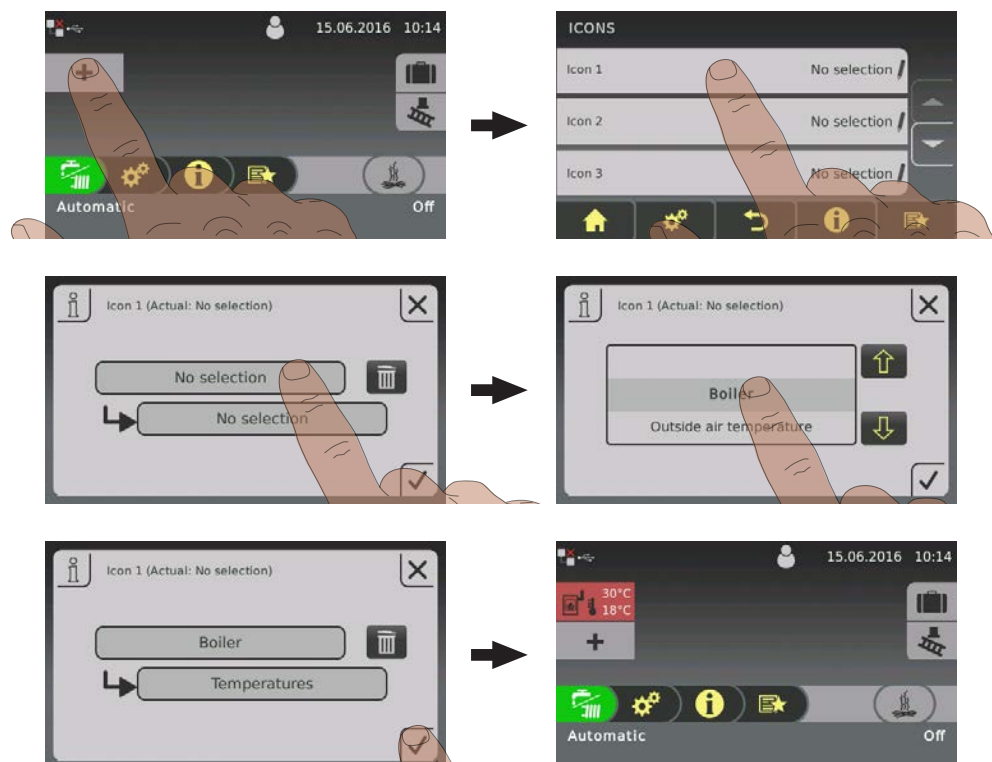 15.06.2016 10:14
+
i
Automatic Off
ICONS
Icon 1 No selection
Icon 2 No selection
Icon 3 No selection
i
i Icon 1 (Actual: No selection)
No selection
No selection
i Icon 1 (Actual: No selection)
Boiler
Outside air temperature
i Icon 1 (Actual: No selection)
Boiler
Temperatures
15.06.2016 10:14
30°C
18°C
+
i
Automatic Off